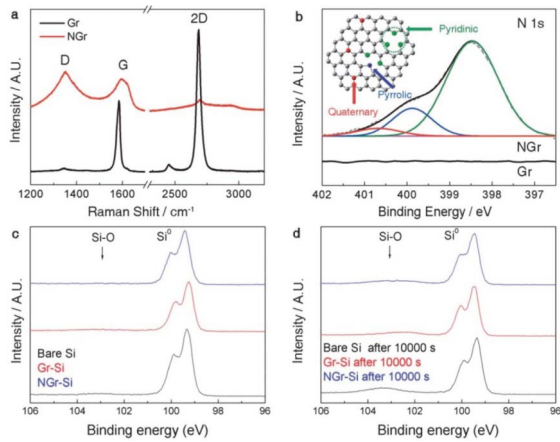 a
Gr
NGr
D
G
2D
Intensity / A.U.
1200 1600 2500 3000
Raman Shift / cm⁻¹
b
N 1s
Pyridinic
Pyrrolic
Quaternary
NGr
Gr
Intensity / A.U.
402 401 400 399 398 397
Binding Energy / eV
c
Si-O
Si⁰
Intensity / A.U.
Bare Si
Gr-Si
NGr-Si
106 104 102 100 98 96
Binding energy (eV)
d
Si-O
Si⁰
Intensity / A.U.
Bare Si after 10000 s
Gr-Si after 10000 s
NGr-Si after 10000 s
106 104 102 100 98 96
Binding energy (eV)